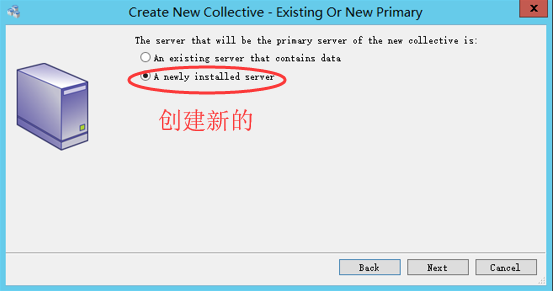 Create New Collective - Existing Or New Primary
x
The server that will be the primary server of the new collective is:
An existing server that contains data
A newly installed server
创建新的
Back
Next
Cancel